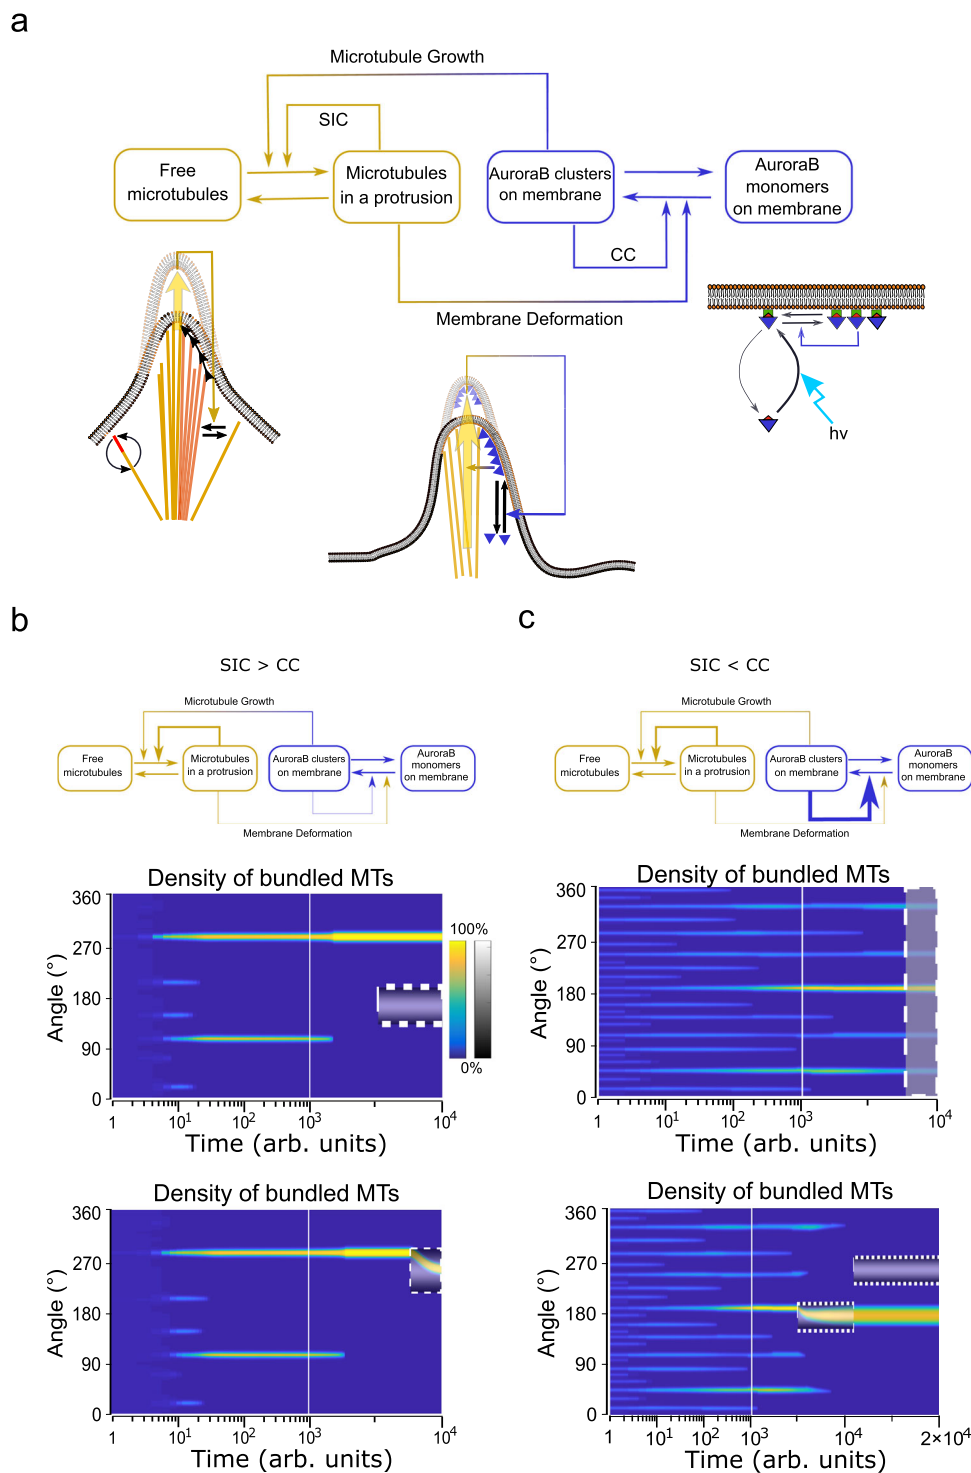 a
Microtubule Growth
SIC
Free
microtubules
Microtubules
in a protrusion
AuroraB clusters
on membrane
AuroraB
monomers
on membrane
CC
Membrane Deformation
hv
b
SIC > CC
Microtubule Growth
Free
microtubules
Microtubules
in a protrusion
AuroraB clusters
on membrane
AuroraB
monomers
on membrane
Membrane Deformation
Density of bundled MTs
360
270
180
90
0
Angle (°)
100%
0%
1
10¹
10²
10³
10⁴
Time (arb. units)
Density of bundled MTs
360
270
180
90
0
Angle (°)
1
10¹
10²
10³
10⁴
Time (arb. units)
c
SIC < CC
Microtubule Growth
Free
microtubules
Microtubules
in a protrusion
AuroraB clusters
on membrane
AuroraB
monomers
on membrane
Membrane Deformation
Density of bundled MTs
360
270
180
90
0
Angle (°)
1
10¹
10²
10³
10⁴
Time (arb. units)
Density of bundled MTs
360
270
180
90
0
Angle (°)
1
10¹
10²
10³
10⁴
2×10⁴
Time (arb. units)